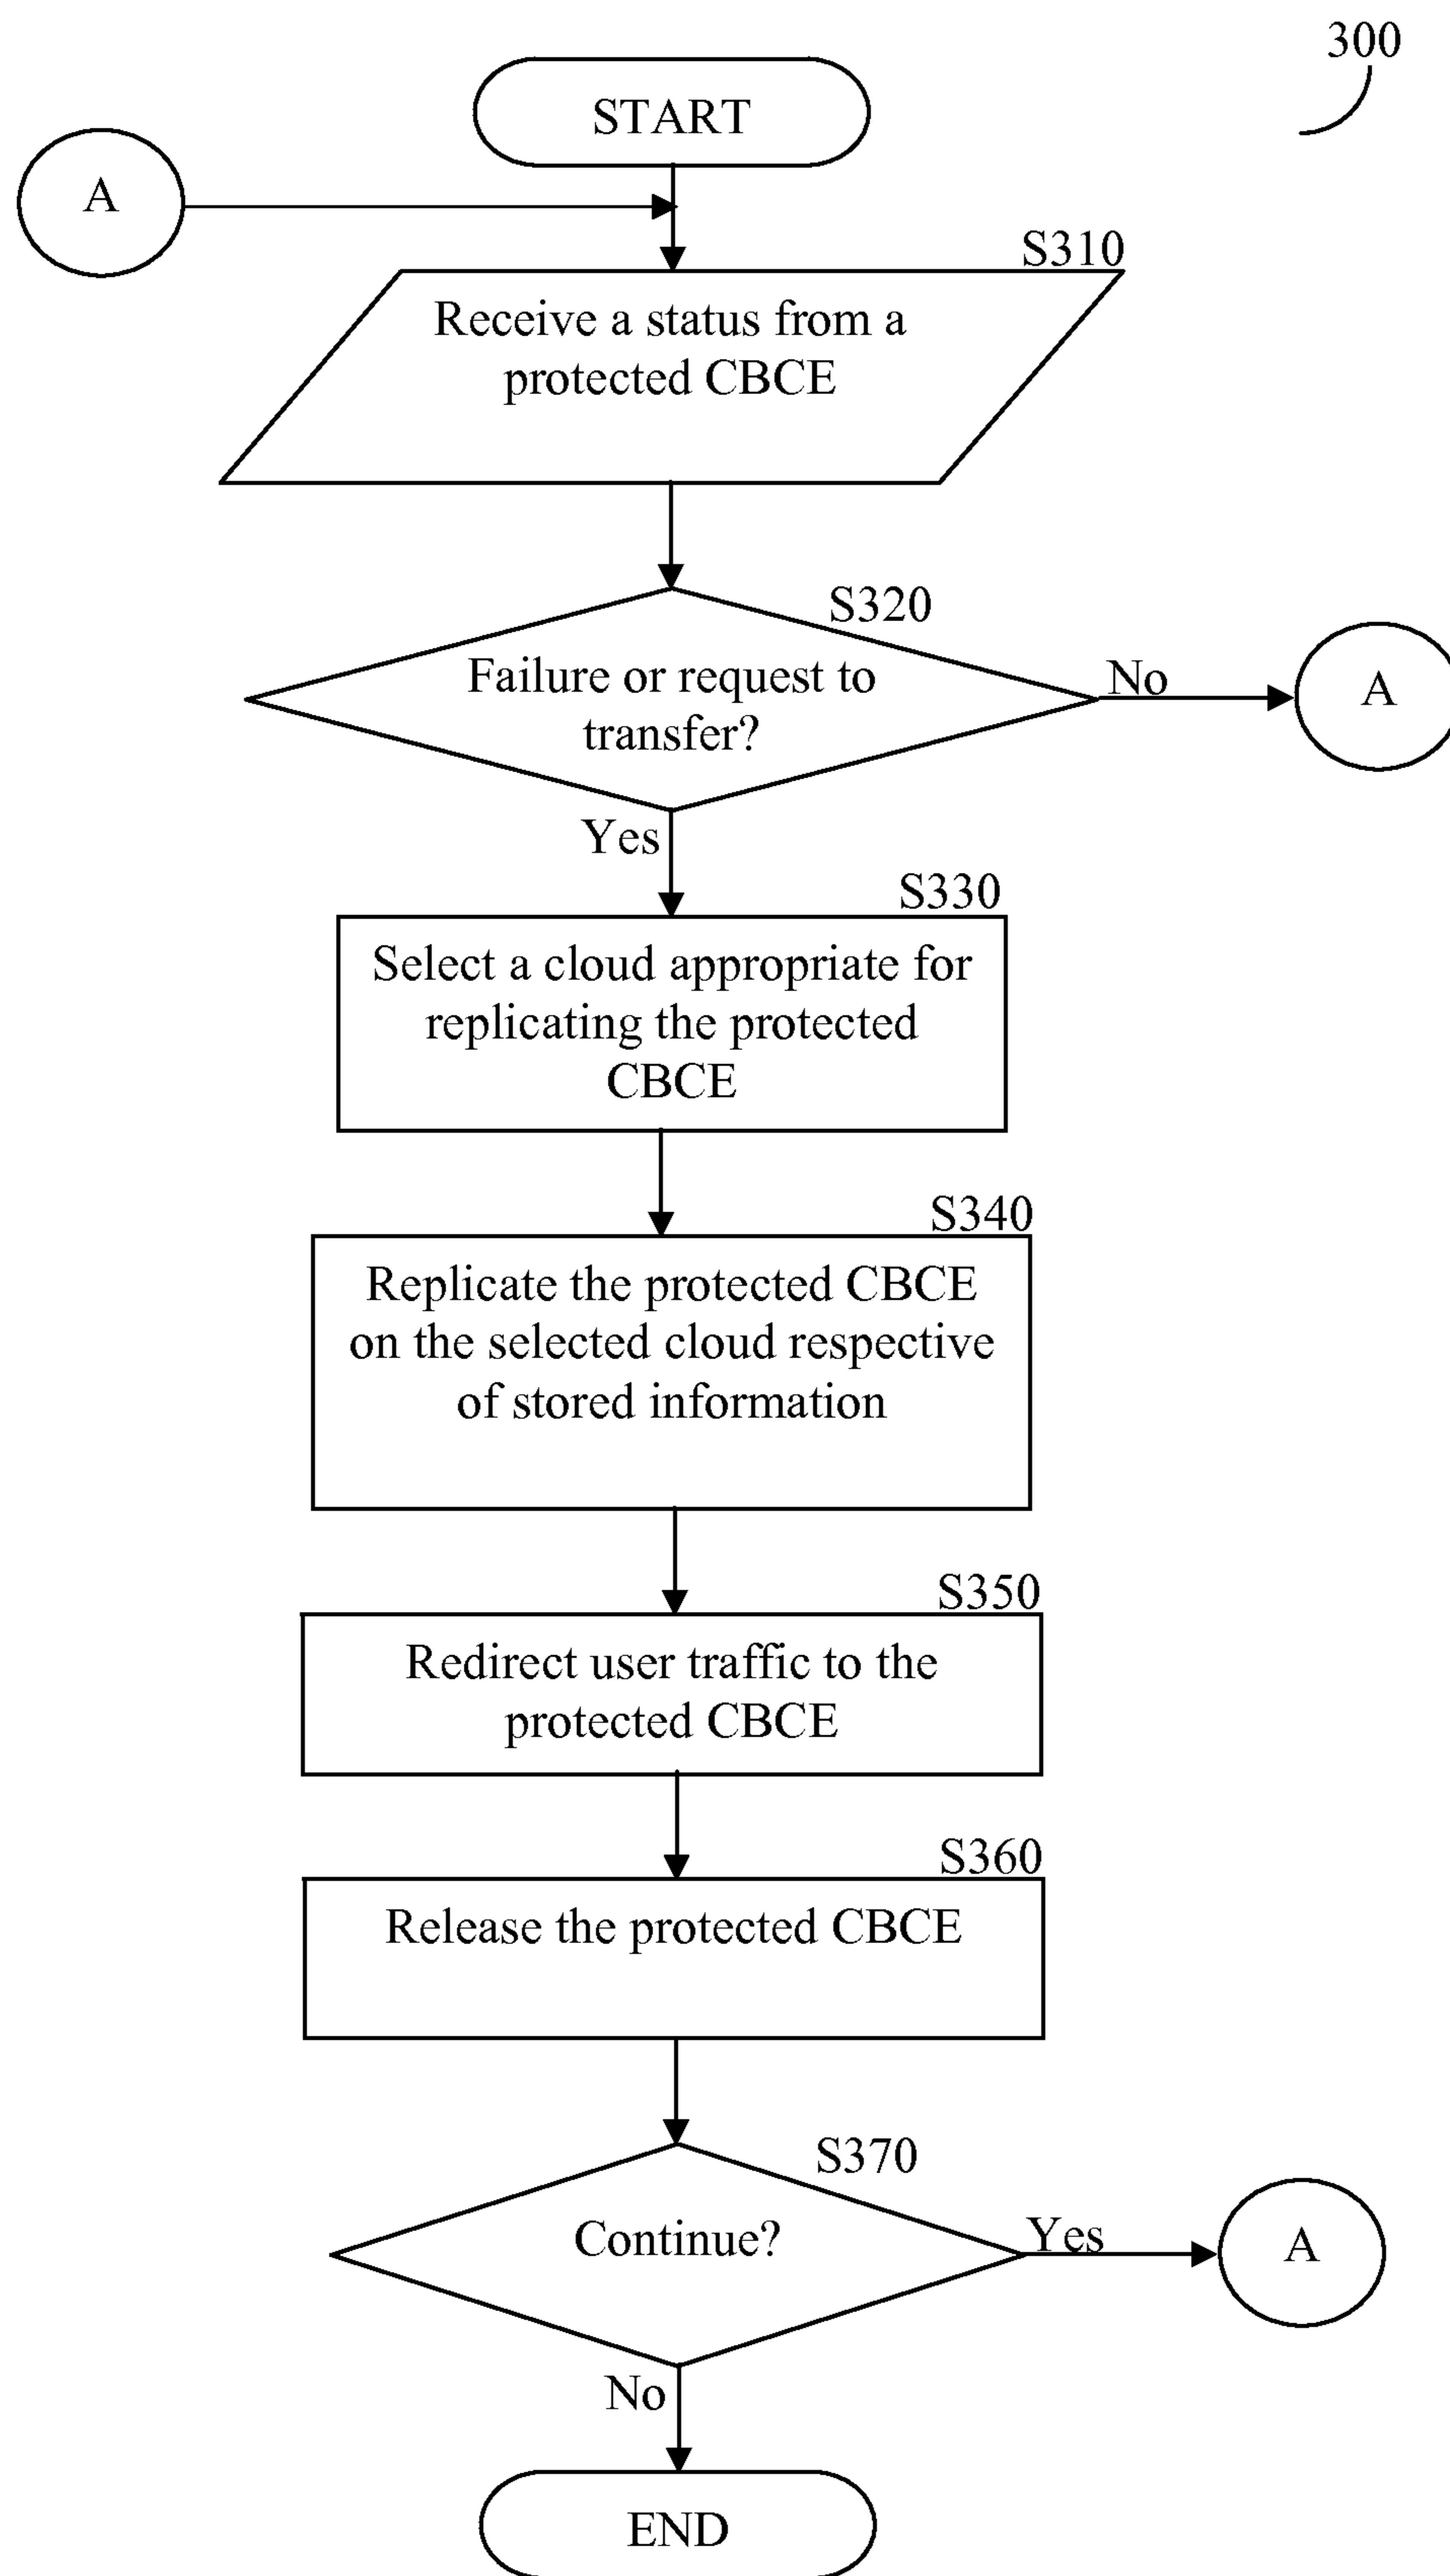 300
START
A
S310
Receive a status from a
protected CBCE
S320
Failure or request to
transfer?
No
A
Yes
S330
Select a cloud appropriate for
replicating the protected
CBCE
S340
Replicate the protected CBCE
on the selected cloud respective
of stored information
S350
Redirect user traffic to the
protected CBCE
S360
Release the protected CBCE
S370
Continue?
Yes
A
No
END